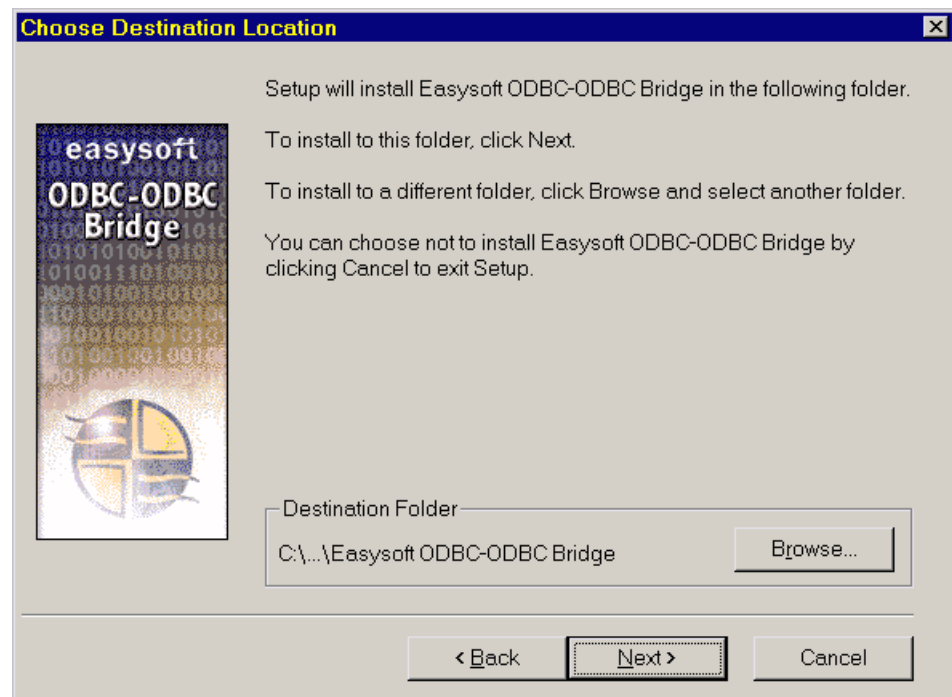 Choose Destination Location
Setup will install Easysoft ODBC-ODBC Bridge in the following folder.
To install to this folder, click Next.
To install to a different folder, click Browse and select another folder.
You can choose not to install Easysoft ODBC-ODBC Bridge by
clicking Cancel to exit Setup.
easysoft
ODBC-ODBC
Bridge
Destination Folder
C:\...\Easysoft ODBC-ODBC Bridge
Browse...
< Back
Next >
Cancel